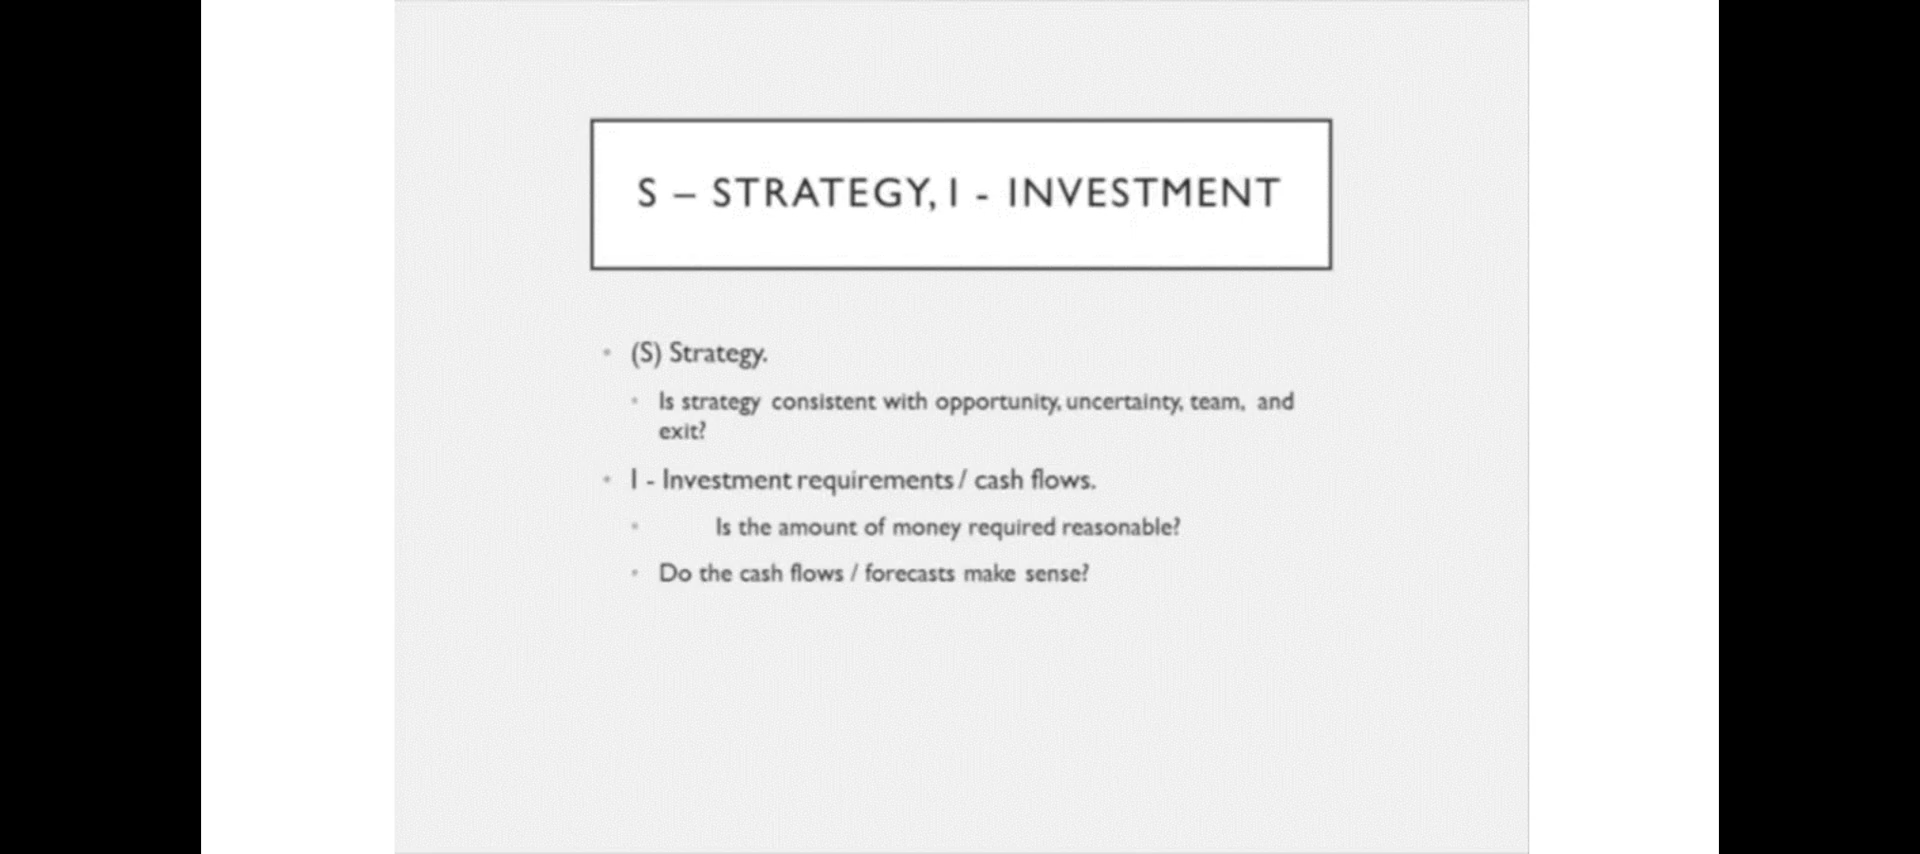 S – STRATEGY, I - INVESTMENT
• (S) Strategy.
• Is strategy consistent with opportunity, uncertainty, team, and
exit?
• I - Investment requirements / cash flows.
• Is the amount of money required reasonable?
• Do the cash flows / forecasts make sense?